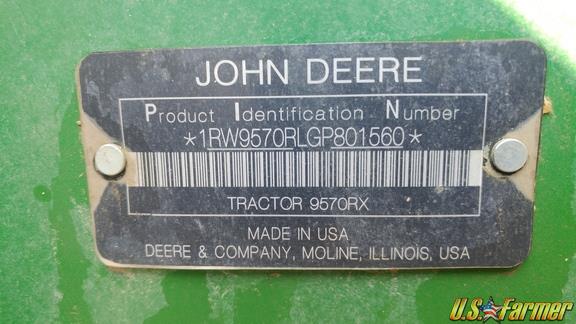 JOHN DEERE
Product Identification Number
*1RW9570RLGP801560*
TRACTOR 9570RX
MADE IN USA
DEERE & COMPANY, MOLINE, ILLINOIS, USA
U.S. Farmer